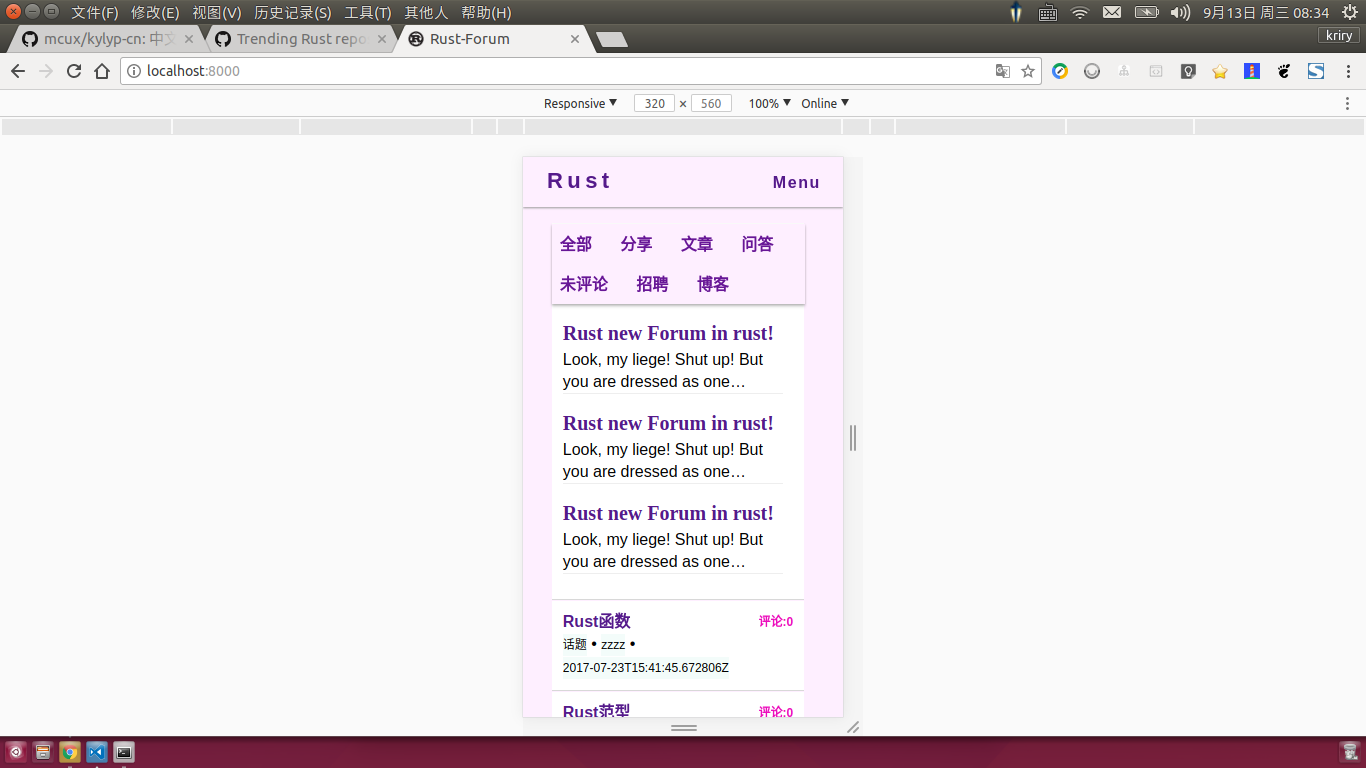 文件(F) 修改(E) 视图(V) 历史记录(S) 工具(T) 其他人 帮助(H) 9月13日 周三 08:34
mcux/kylyp-cn: 中文 Trending Rust repo Rust-Forum kriry
localhost:8000
Responsive 320 × 560 100% Online
Rust Menu
全部 分享 文章 问答
未评论 招聘 博客
Rust new Forum in rust!
Look, my liege! Shut up! But
you are dressed as one…
Rust new Forum in rust!
Look, my liege! Shut up! But
you are dressed as one…
Rust new Forum in rust!
Look, my liege! Shut up! But
you are dressed as one…
Rust函数 评论:0
话题 • zzzz •
2017-07-23T15:41:45.672806Z
Rust范型 评论:0